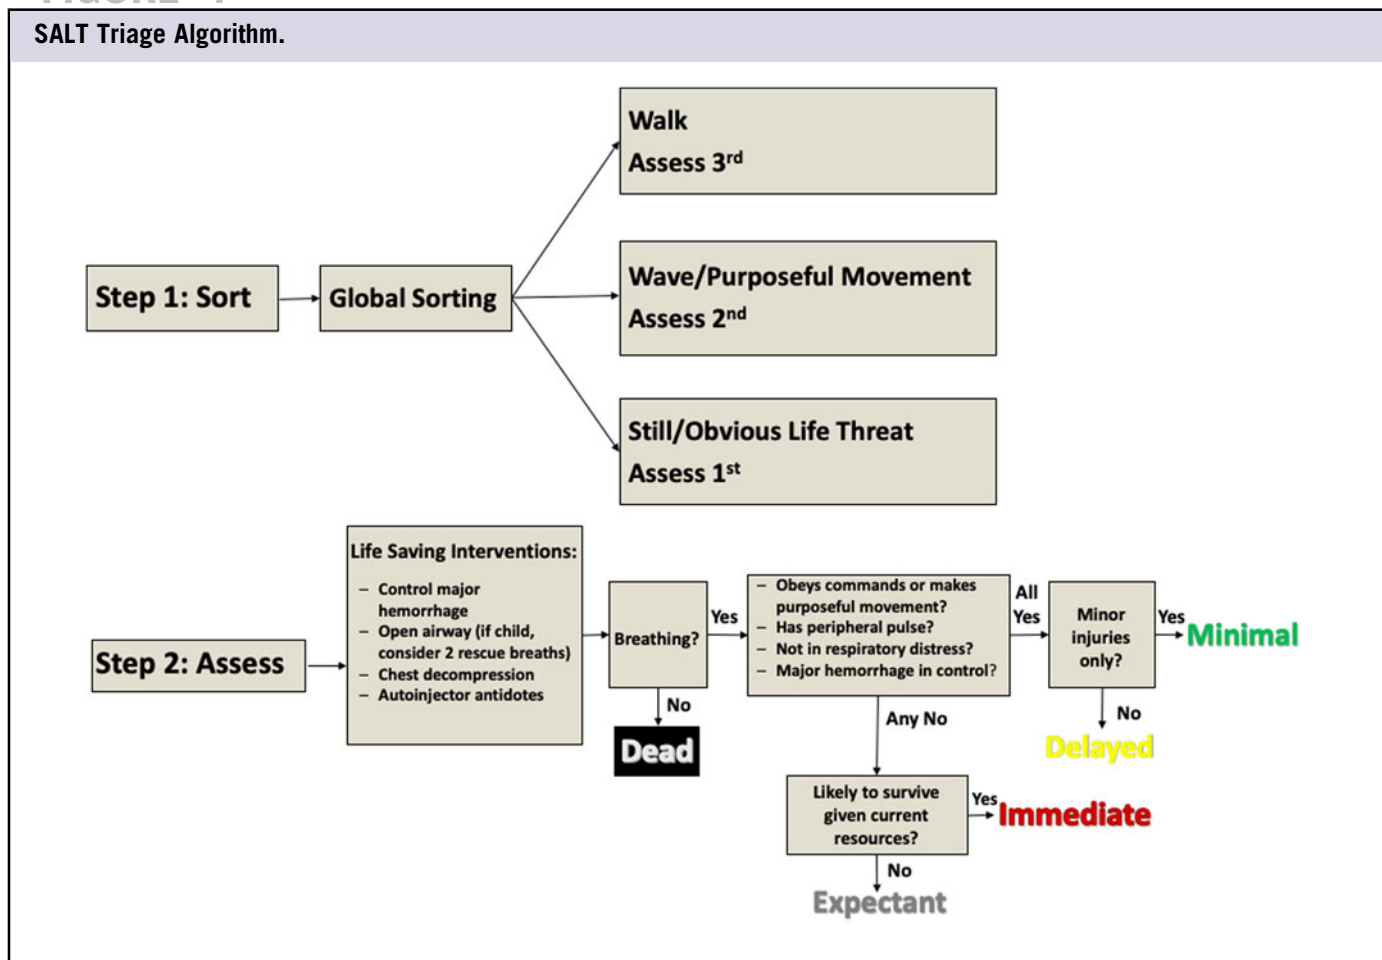 SALT Triage Algorithm.
Walk
Assess 3rd
Wave/Purposeful Movement
Assess 2nd
Step 1: Sort
Global Sorting
Still/Obvious Life Threat
Assess 1st
Step 2: Assess
Life Saving Interventions:
– Control major
hemorrhage
– Open airway (if child,
consider 2 rescue breaths)
– Chest decompression
– Autoinjector antidotes
Breathing?
Yes
No
Dead
– Obeys commands or makes
purposeful movement?
– Has peripheral pulse?
– Not in respiratory distress?
– Major hemorrhage in control?
All
Yes
Minor
injuries
only?
Yes
Minimal
No
Delayed
Any No
Likely to survive
given current
resources?
Yes
Immediate
No
Expectant